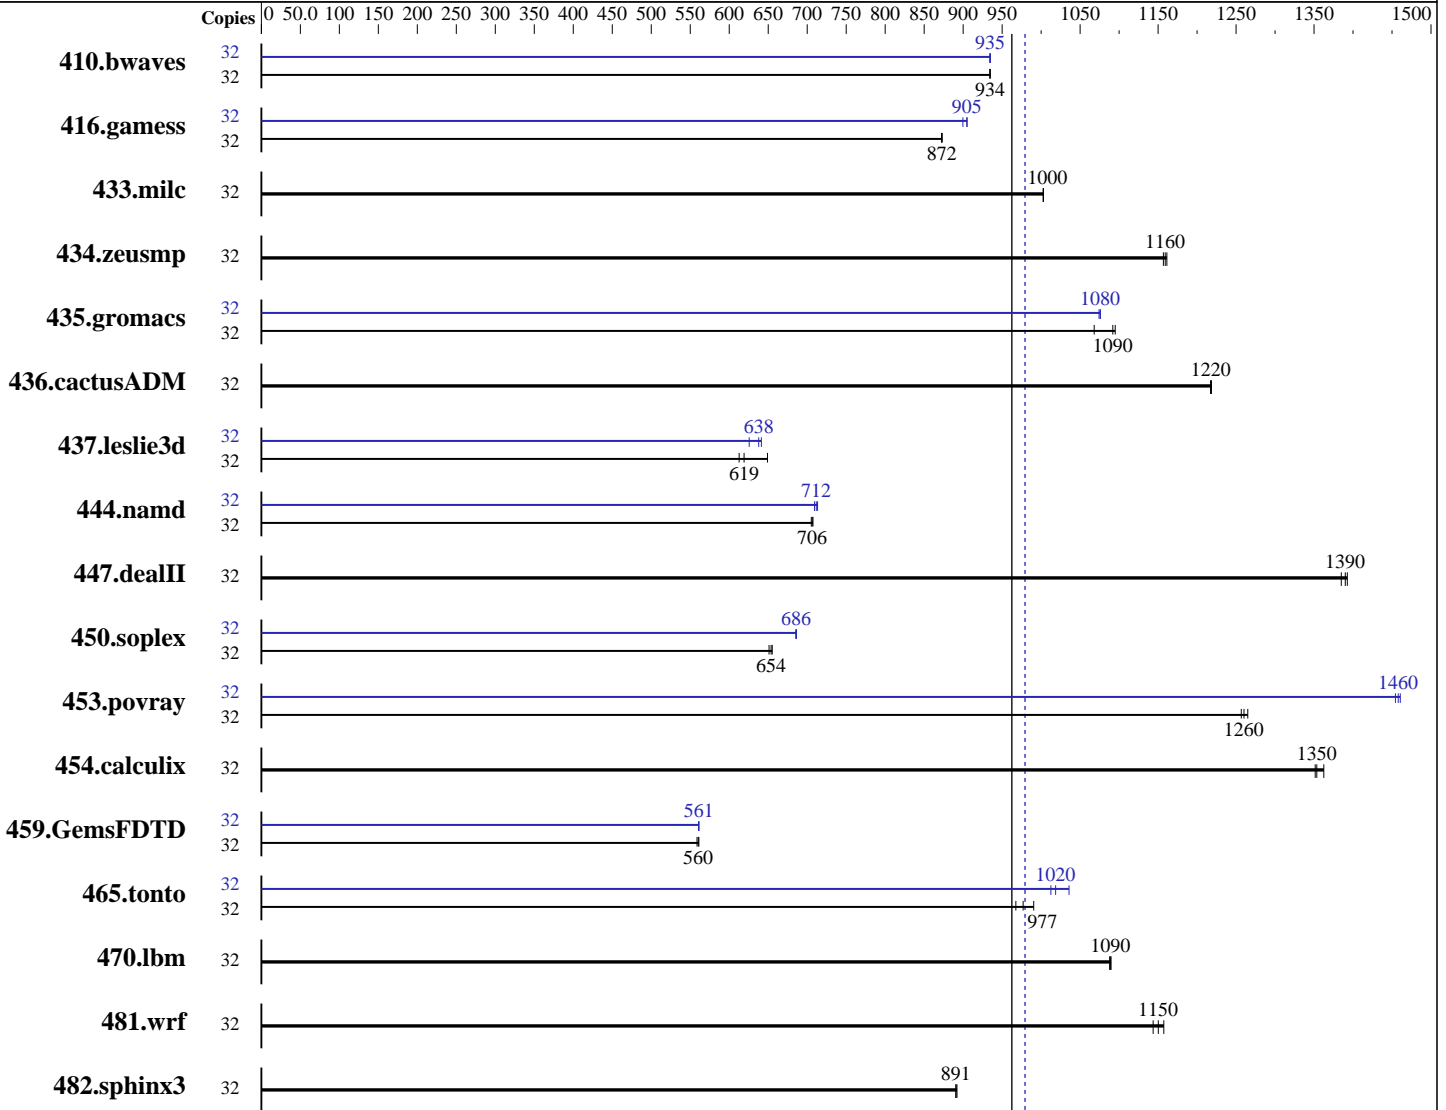 Copies 0 50.0 100 150 200 250 300 350 400 450 500 550 600 650 700 750 800 850 900 950 1050 1150 1250 1350 1500
410.bwaves 32 935
32 934
416.gamess 32 905
32 872
433.milc 32 1000
434.zeusmp 32 1160
435.gromacs 32 1080
32 1090
436.cactusADM 32 1220
437.leslie3d 32 638
32 619
444.namd 32 712
32 706
447.dealII 32 1390
450.soplex 32 686
32 654
453.povray 32 1460
32 1260
454.calculix 32 1350
459.GemsFDTD 32 561
32 560
465.tonto 32 1020
32 977
470.lbm 32 1090
481.wrf 32 1150
482.sphinx3 32 891